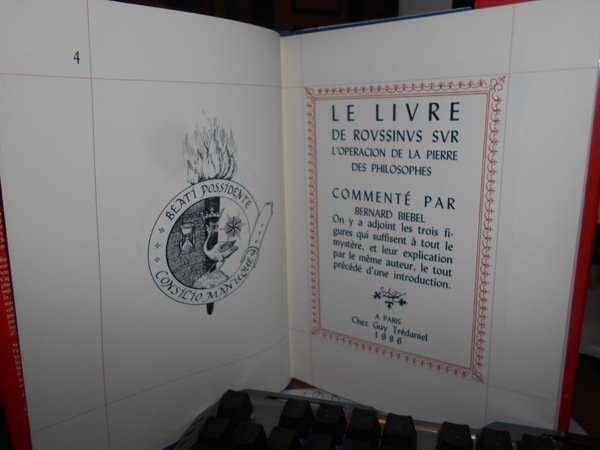 4
BEATI POSSIDENTE
CONSICIO MANUQUE
LE LIVRE
DE ROVSSINVS SVR
L'OPERACION DE LA PIERRE
DES PHILOSOPHES
COMMENTÉ PAR
BERNARD BIEBEL
On y a adjoint les trois fi-
gures qui suffisent à tout le
mystère, et leur explication
par le même auteur, le tout
précédé d'une introduction.
A PARIS
Chez Guy Trédaniel
1986